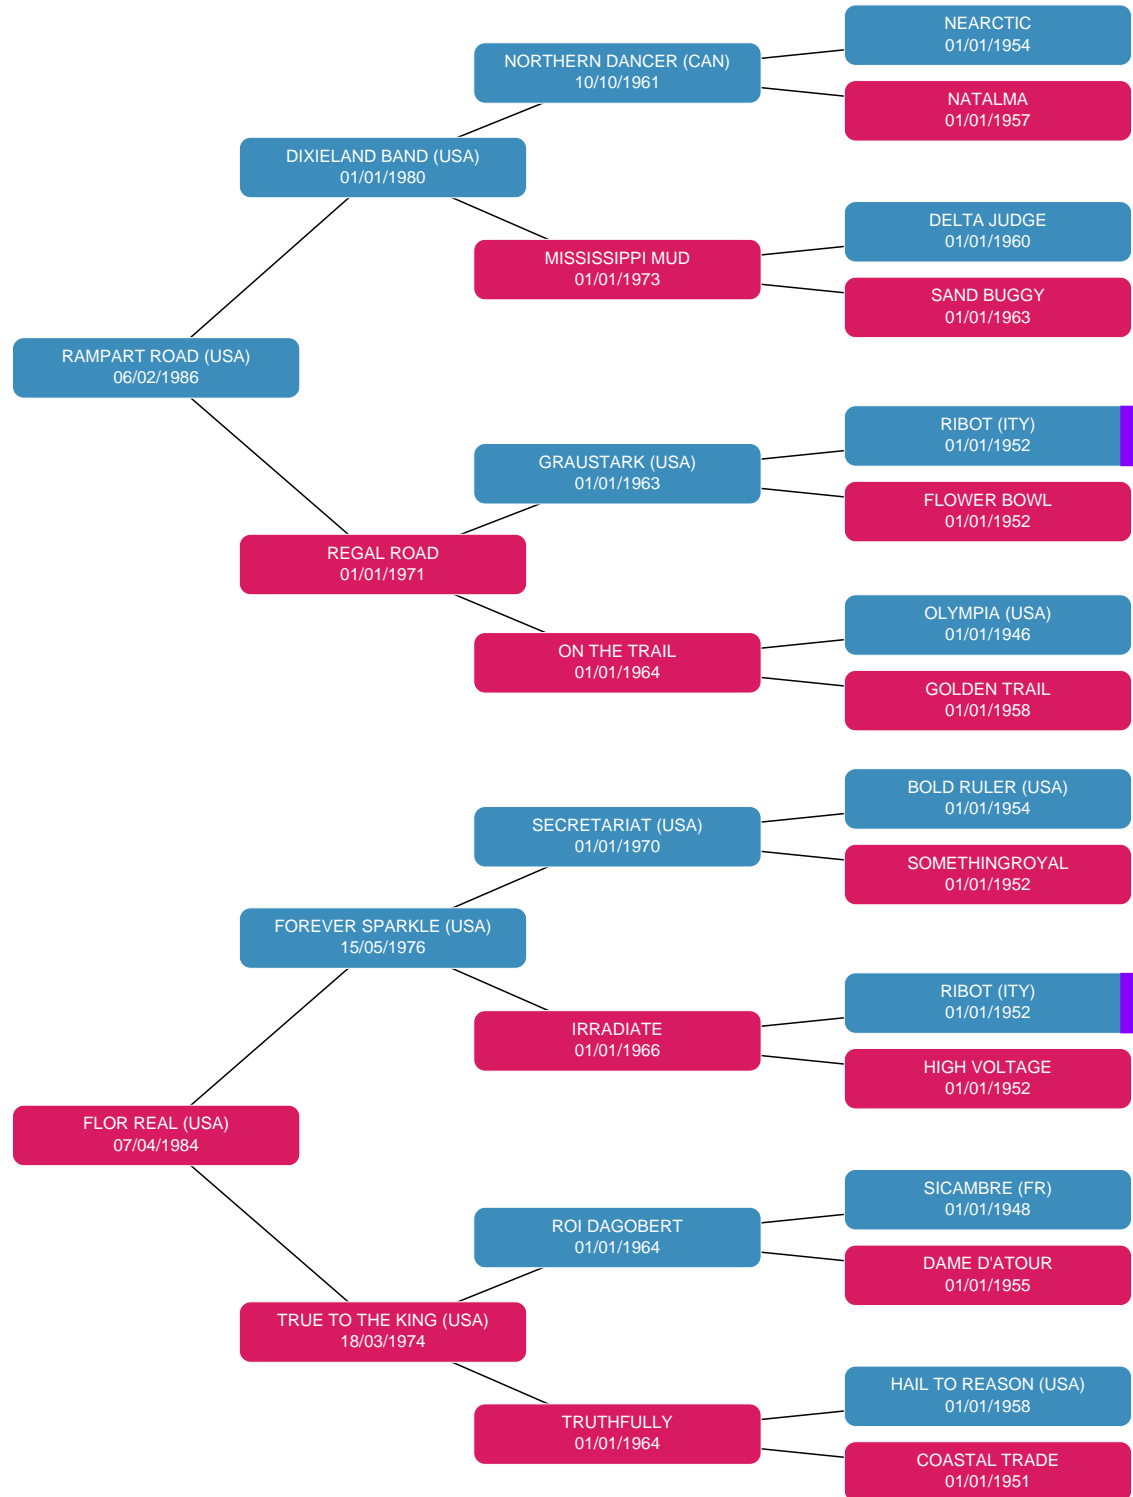 NEARCTIC
01/01/1954
NORTHERN DANCER (CAN)
10/10/1961
NATALMA
01/01/1957
DIXIELAND BAND (USA)
01/01/1980
DELTA JUDGE
01/01/1960
MISSISSIPPI MUD
01/01/1973
SAND BUGGY
01/01/1963
RAMPART ROAD (USA)
06/02/1986
RIBOT (ITY)
01/01/1952
GRAUSTARK (USA)
01/01/1963
FLOWER BOWL
01/01/1952
REGAL ROAD
01/01/1971
OLYMPIA (USA)
01/01/1946
ON THE TRAIL
01/01/1964
GOLDEN TRAIL
01/01/1958
BOLD RULER (USA)
01/01/1954
SECRETARIAT (USA)
01/01/1970
SOMETHINGROYAL
01/01/1952
FOREVER SPARKLE (USA)
15/05/1976
RIBOT (ITY)
01/01/1952
IRRADIATE
01/01/1966
HIGH VOLTAGE
01/01/1952
FLOR REAL (USA)
07/04/1984
SICAMBRE (FR)
01/01/1948
ROI DAGOBERT
01/01/1964
DAME D'ATOUR
01/01/1955
TRUE TO THE KING (USA)
18/03/1974
HAIL TO REASON (USA)
01/01/1958
TRUTHFULLY
01/01/1964
COASTAL TRADE
01/01/1951